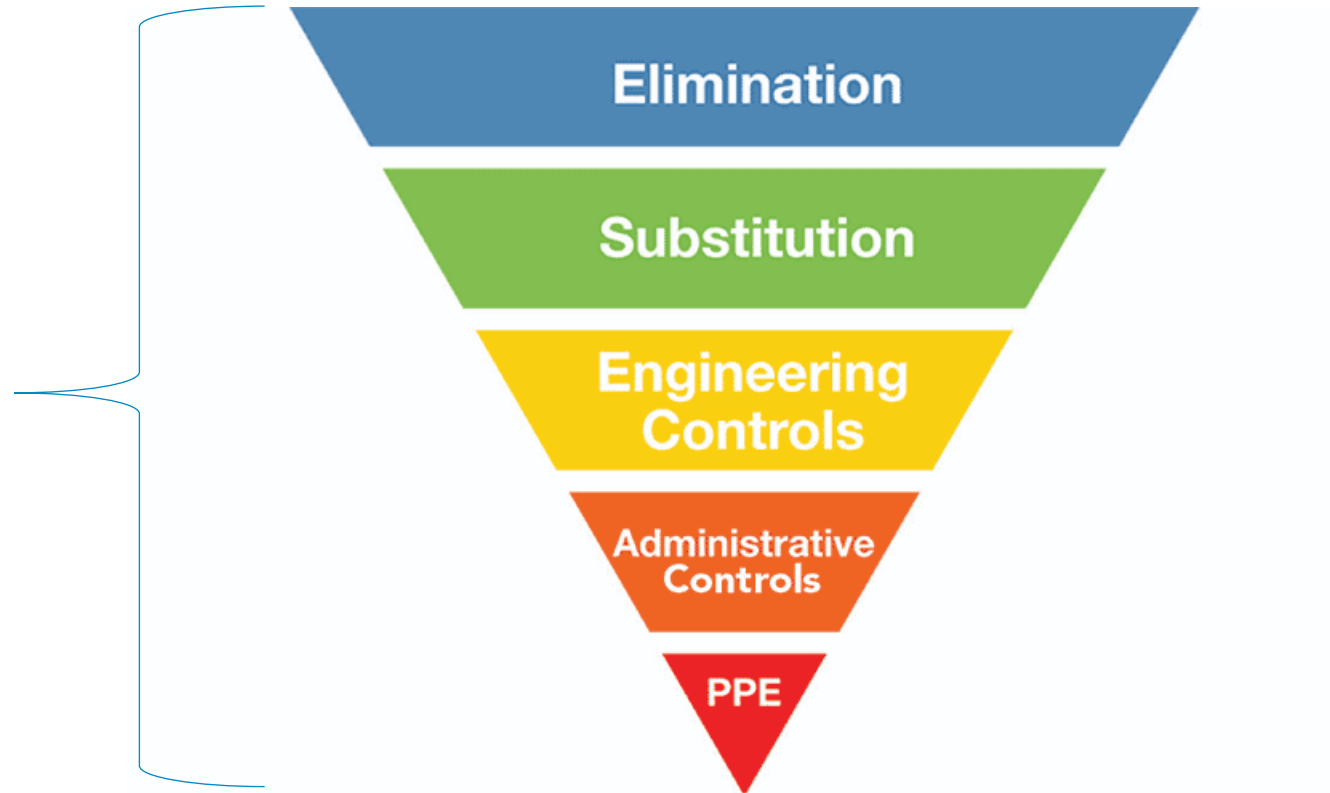 Elimination
Substitution
Engineering
Controls
Administrative
Controls
PPE